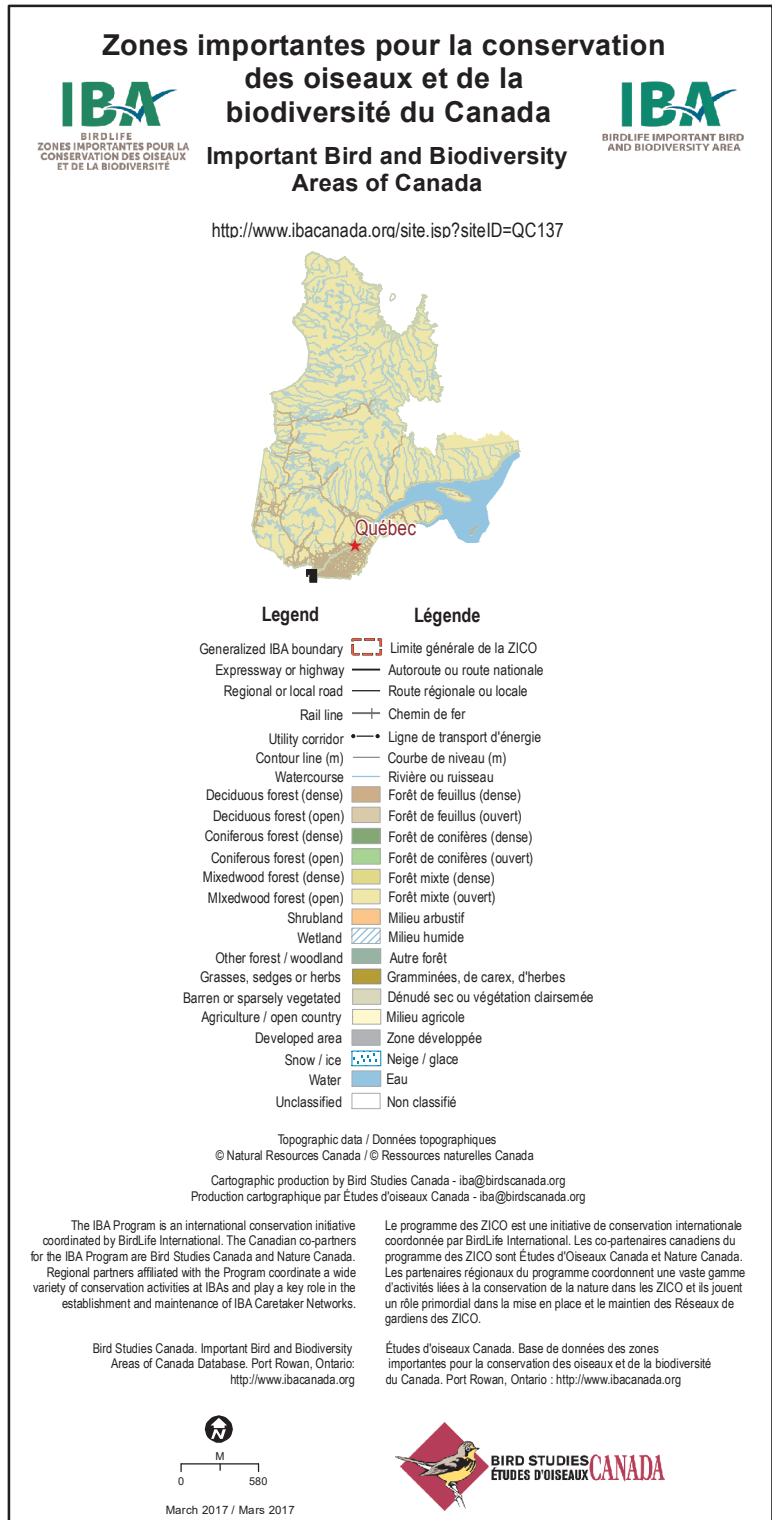 Zones importantes pour la conservation
des oiseaux et de la
biodiversité du Canada
IBA
BIRDLIFE
ZONES IMPORTANTES POUR LA
CONSERVATION DES OISEAUX
ET DE LA BIODIVERSITÉ
IBA
BIRDLIFE IMPORTANT BIRD
AND BIODIVERSITY AREA
Important Bird and Biodiversity
Areas of Canada
http://www.ibacanada.org/site.jsp?siteID=QC137
Québec
Legend Légende
Generalized IBA boundary Limite générale de la ZICO
Expressway or highway Autoroute ou route nationale
Regional or local road Route régionale ou locale
Rail line Chemin de fer
Utility corridor Ligne de transport d'énergie
Contour line (m) Courbe de niveau (m)
Watercourse Rivière ou ruisseau
Deciduous forest (dense) Forêt de feuillus (dense)
Deciduous forest (open) Forêt de feuillus (ouvert)
Coniferous forest (dense) Forêt de conifères (dense)
Coniferous forest (open) Forêt de conifères (ouvert)
Mixedwood forest (dense) Forêt mixte (dense)
MIxedwood forest (open) Forêt mixte (ouvert)
Shrubland Milieu arbustif
Wetland Milieu humide
Other forest / woodland Autre forêt
Grasses, sedges or herbs Gramminées, de carex, d'herbes
Barren or sparsely vegetated Dénudé sec ou végétation clairsemée
Agriculture / open country Milieu agricole
Developed area Zone développée
Snow / ice Neige / glace
Water Eau
Unclassified Non classifié
Topographic data / Données topographiques
© Natural Resources Canada / © Ressources naturelles Canada
Cartographic production by Bird Studies Canada - iba@birdscanada.org
Production cartographique par Études d'oiseaux Canada - iba@birdscanada.org
The IBA Program is an international conservation initiative
coordinated by BirdLife International. The Canadian co-partners
for the IBA Program are Bird Studies Canada and Nature Canada.
Regional partners affiliated with the Program coordinate a wide
variety of conservation activities at IBAs and play a key role in the
establishment and maintenance of IBA Caretaker Networks.
Bird Studies Canada. Important Bird and Biodiversity
Areas of Canada Database. Port Rowan, Ontario:
http://www.ibacanada.org
Le programme des ZICO est une initiative de conservation internationale
coordonnée par BirdLife International. Les co-partenaires canadiens du
programme des ZICO sont Études d'Oiseaux Canada et Nature Canada.
Les partenaires régionaux du programme coordonnent une vaste gamme
d'activités liées à la conservation de la nature dans les ZICO et ils jouent
un rôle primordial dans la mise en place et le maintien des Réseaux de
gardiens des ZICO.
Études d'oiseaux Canada. Base de données des zones
importantes pour la conservation des oiseaux et de la biodiversité
du Canada. Port Rowan, Ontario : http://www.ibacanada.org
N
M
0 580
March 2017 / Mars 2017
BIRD STUDIES
ÉTUDES D'OISEAUX CANADA